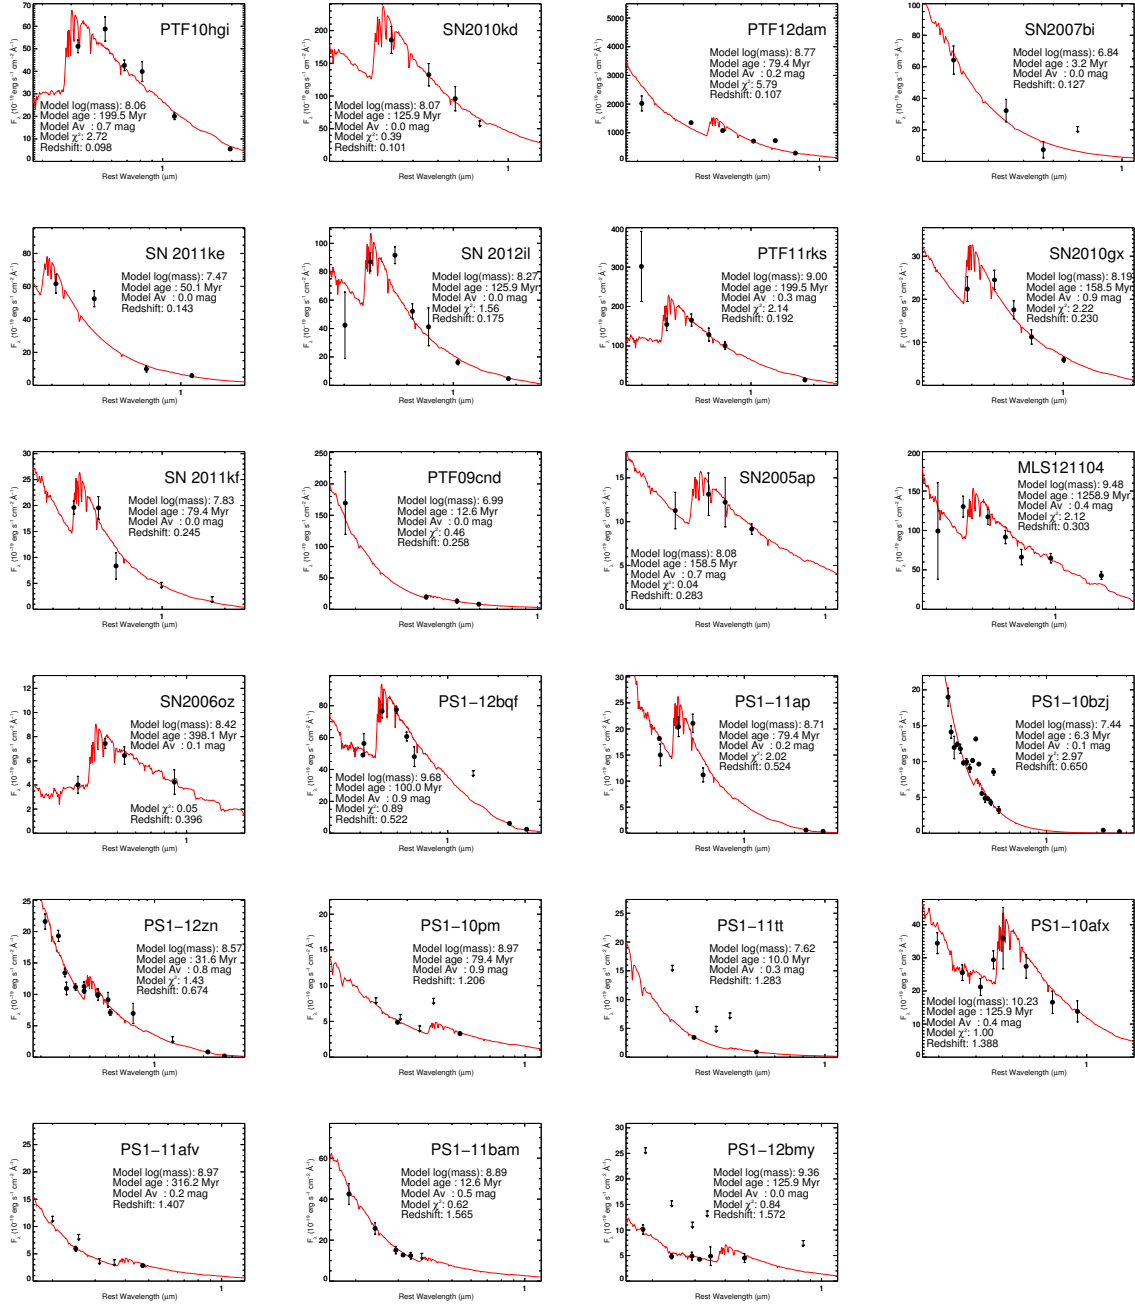 PTF10hgi
Model log(mass): 8.06
Model age : 199.5 Myr
Model Av : 0.7 mag
Model χ²: 2.72
Redshift: 0.098
Rest Wavelength (μm)
SN2010kd
Model log(mass): 8.07
Model age : 125.9 Myr
Model Av : 0.0 mag
Model χ²: 0.39
Redshift: 0.101
Rest Wavelength (μm)
PTF12dam
Model log(mass): 8.77
Model age : 79.4 Myr
Model Av : 0.2 mag
Model χ²: 5.79
Redshift: 0.107
Rest Wavelength (μm)
SN2007bi
Model log(mass): 6.84
Model age : 3.2 Myr
Model Av : 0.0 mag
Redshift: 0.127
Rest Wavelength (μm)
SN 2011ke
Model log(mass): 7.47
Model age : 50.1 Myr
Model Av : 0.0 mag
Redshift: 0.143
Rest Wavelength (μm)
SN 2012il
Model log(mass): 8.27
Model age : 125.9 Myr
Model Av : 0.0 mag
Model χ²: 1.56
Redshift: 0.175
Rest Wavelength (μm)
PTF11rks
Model log(mass): 9.00
Model age : 199.5 Myr
Model Av : 0.3 mag
Model χ²: 2.14
Redshift: 0.192
Rest Wavelength (μm)
SN2010gx
Model log(mass): 8.19
Model age : 158.5 Myr
Model Av : 0.9 mag
Model χ²: 2.22
Redshift: 0.230
Rest Wavelength (μm)
SN 2011kf
Model log(mass): 7.83
Model age : 79.4 Myr
Model Av : 0.0 mag
Redshift: 0.245
Rest Wavelength (μm)
PTF09cnd
Model log(mass): 6.99
Model age : 12.6 Myr
Model Av : 0.0 mag
Model χ²: 0.46
Redshift: 0.258
Rest Wavelength (μm)
SN2005ap
Model log(mass): 8.08
Model age : 158.5 Myr
Model Av : 0.7 mag
Model χ²: 0.04
Redshift: 0.283
Rest Wavelength (μm)
MLS121104
Model log(mass): 9.48
Model age : 1258.9 Myr
Model Av : 0.4 mag
Model χ²: 2.12
Redshift: 0.303
Rest Wavelength (μm)
SN2006oz
Model log(mass): 8.42
Model age : 398.1 Myr
Model Av : 0.1 mag
Model χ²: 0.05
Redshift: 0.396
Rest Wavelength (μm)
PS1-12bqf
Model log(mass): 9.68
Model age : 100.0 Myr
Model Av : 0.9 mag
Model χ²: 0.89
Redshift: 0.522
Rest Wavelength (μm)
PS1-11ap
Model log(mass): 8.71
Model age : 79.4 Myr
Model Av : 0.2 mag
Model χ²: 2.02
Redshift: 0.524
Rest Wavelength (μm)
PS1-10bzj
Model log(mass): 7.44
Model age : 6.3 Myr
Model Av : 0.1 mag
Model χ²: 2.97
Redshift: 0.650
Rest Wavelength (μm)
PS1-12zn
Model log(mass): 8.57
Model age : 31.6 Myr
Model Av : 0.8 mag
Model χ²: 1.43
Redshift: 0.674
Rest Wavelength (μm)
PS1-10pm
Model log(mass): 8.97
Model age : 79.4 Myr
Model Av : 0.9 mag
Redshift: 1.206
Rest Wavelength (μm)
PS1-11tt
Model log(mass): 7.62
Model age : 10.0 Myr
Model Av : 0.3 mag
Redshift: 1.283
Rest Wavelength (μm)
PS1-10afx
Model log(mass): 10.23
Model age : 125.9 Myr
Model Av : 0.4 mag
Model χ²: 1.00
Redshift: 1.388
Rest Wavelength (μm)
PS1-11afv
Model log(mass): 8.97
Model age : 316.2 Myr
Model Av : 0.2 mag
Redshift: 1.407
Rest Wavelength (μm)
PS1-11bam
Model log(mass): 8.89
Model age : 12.6 Myr
Model Av : 0.5 mag
Model χ²: 0.62
Redshift: 1.565
Rest Wavelength (μm)
PS1-12bmy
Model log(mass): 9.36
Model age : 125.9 Myr
Model Av : 0.0 mag
Model χ²: 0.84
Redshift: 1.572
Rest Wavelength (μm)